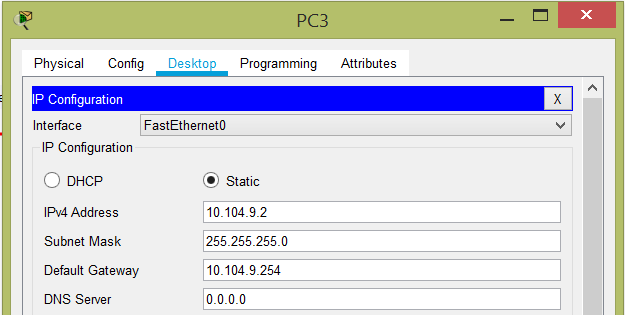 PC3
Physical Config Desktop Programming Attributes
IP Configuration X
Interface FastEthernet0
IP Configuration
DHCP Static
IPv4 Address 10.104.9.2
Subnet Mask 255.255.255.0
Default Gateway 10.104.9.254
DNS Server 0.0.0.0